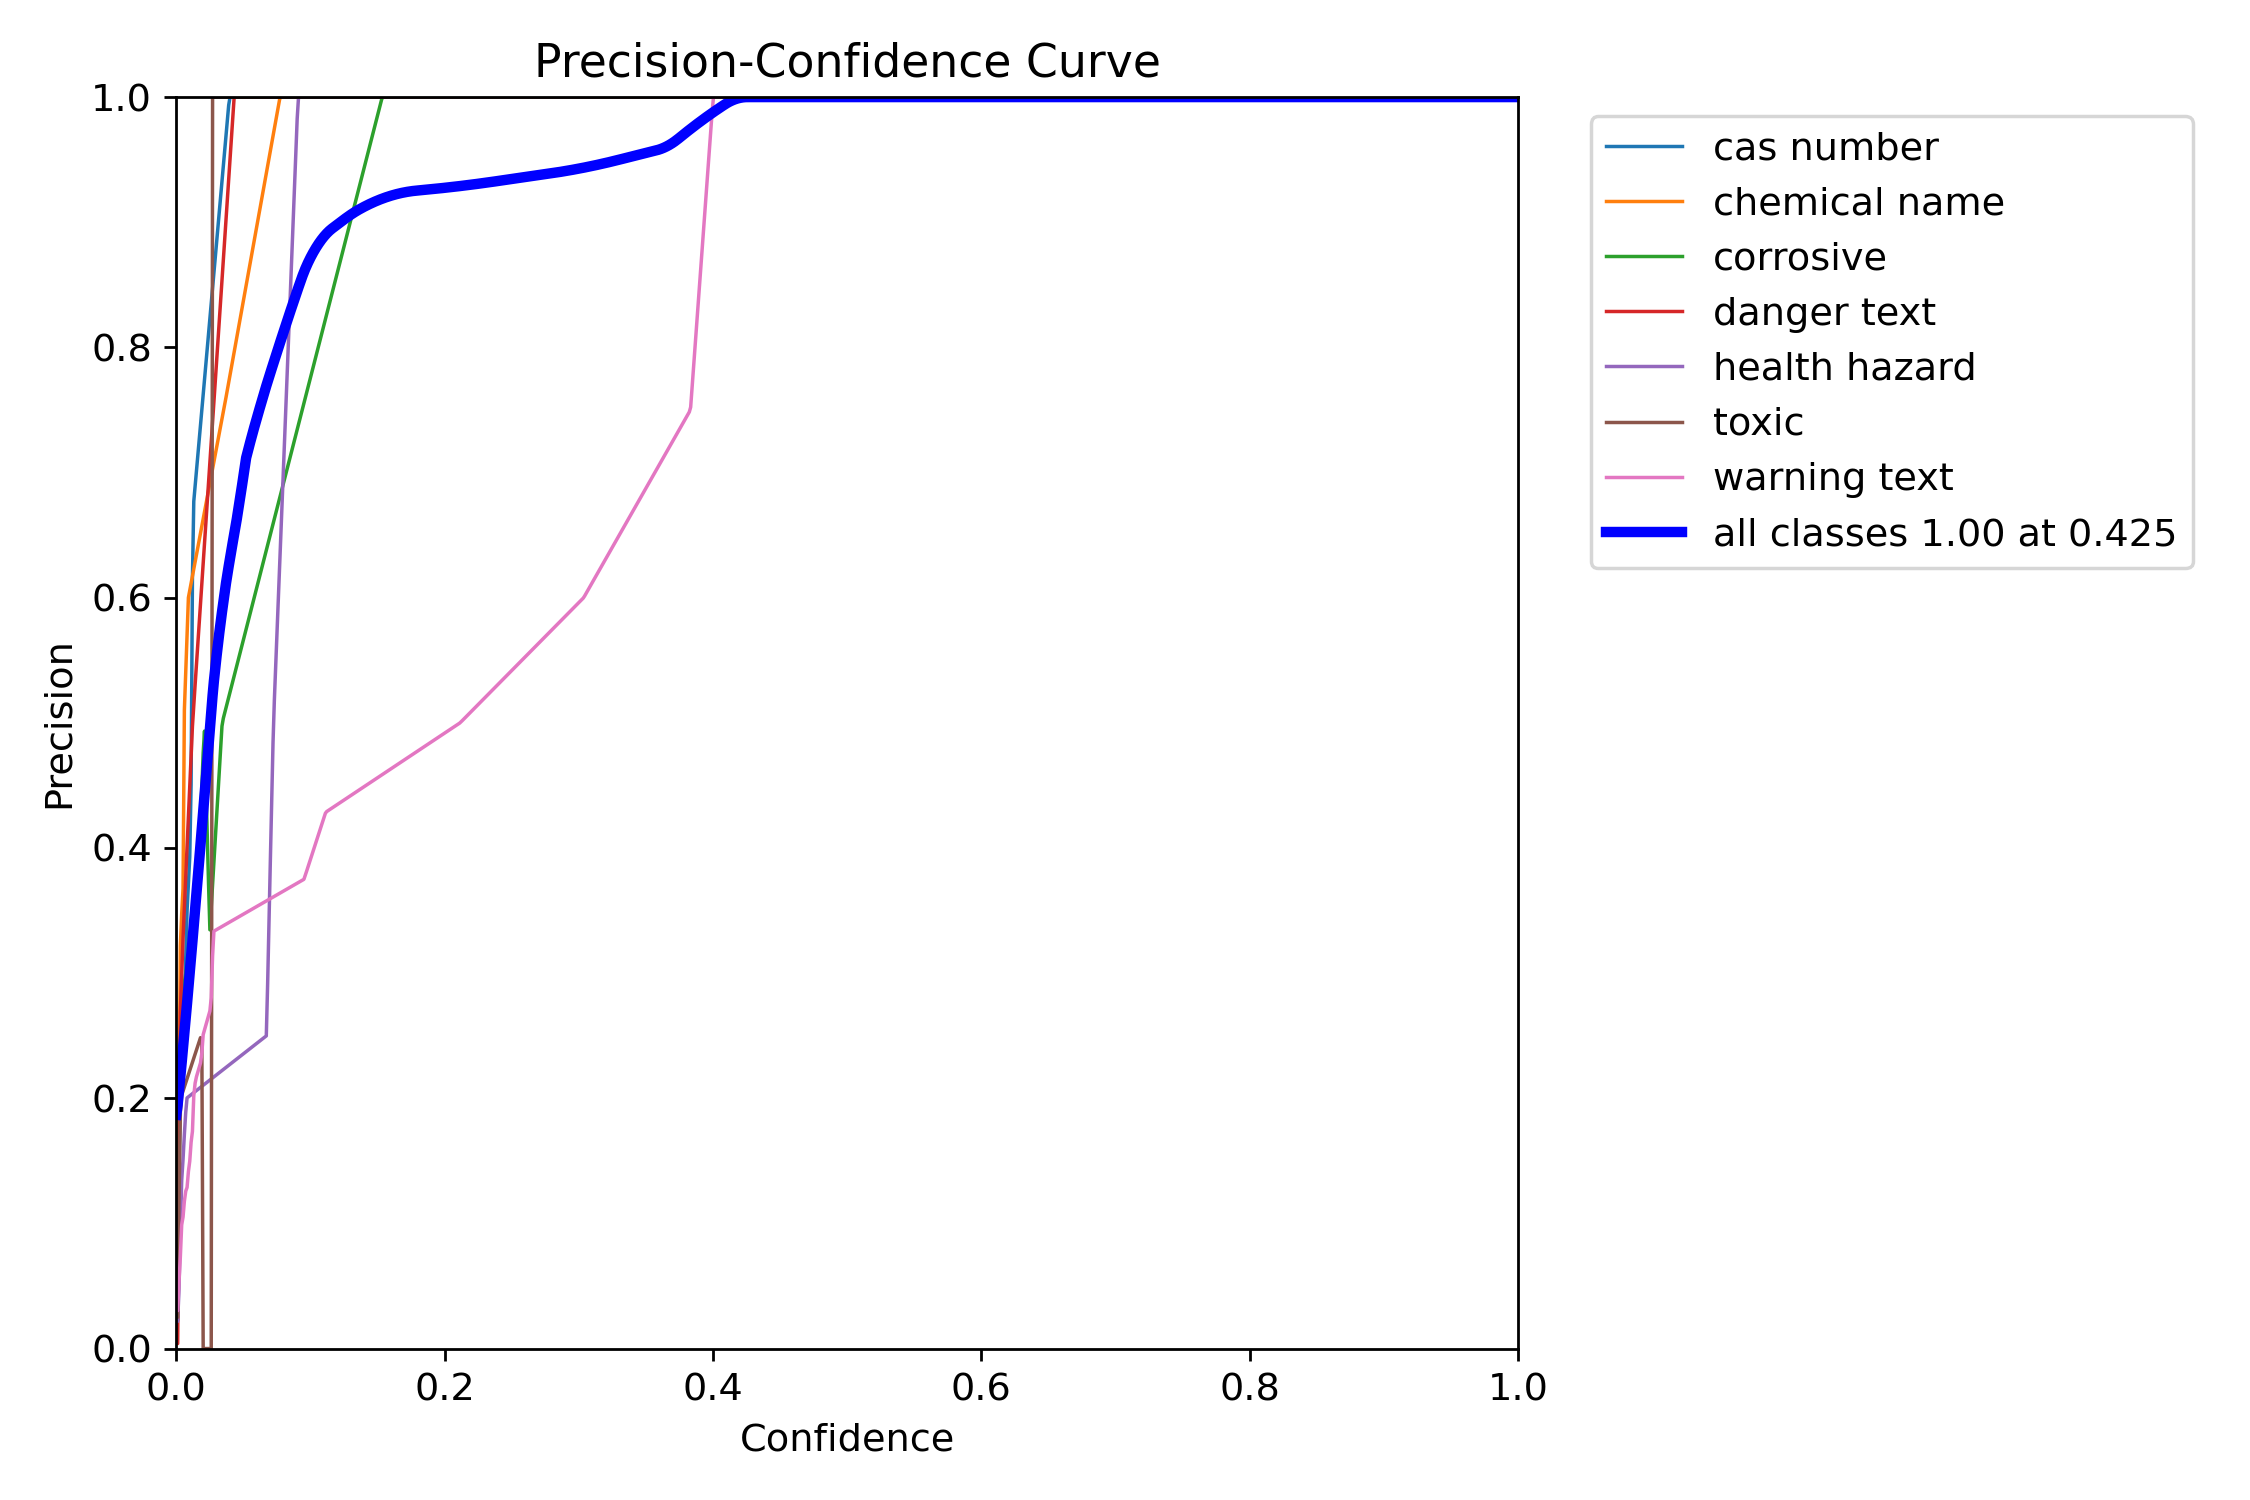 Precision-Confidence Curve
1.0
0.8
0.6
0.4
0.2
0.0
Precision
0.0 0.2 0.4 0.6 0.8 1.0
Confidence
cas number
chemical name
corrosive
danger text
health hazard
toxic
warning text
all classes 1.00 at 0.425